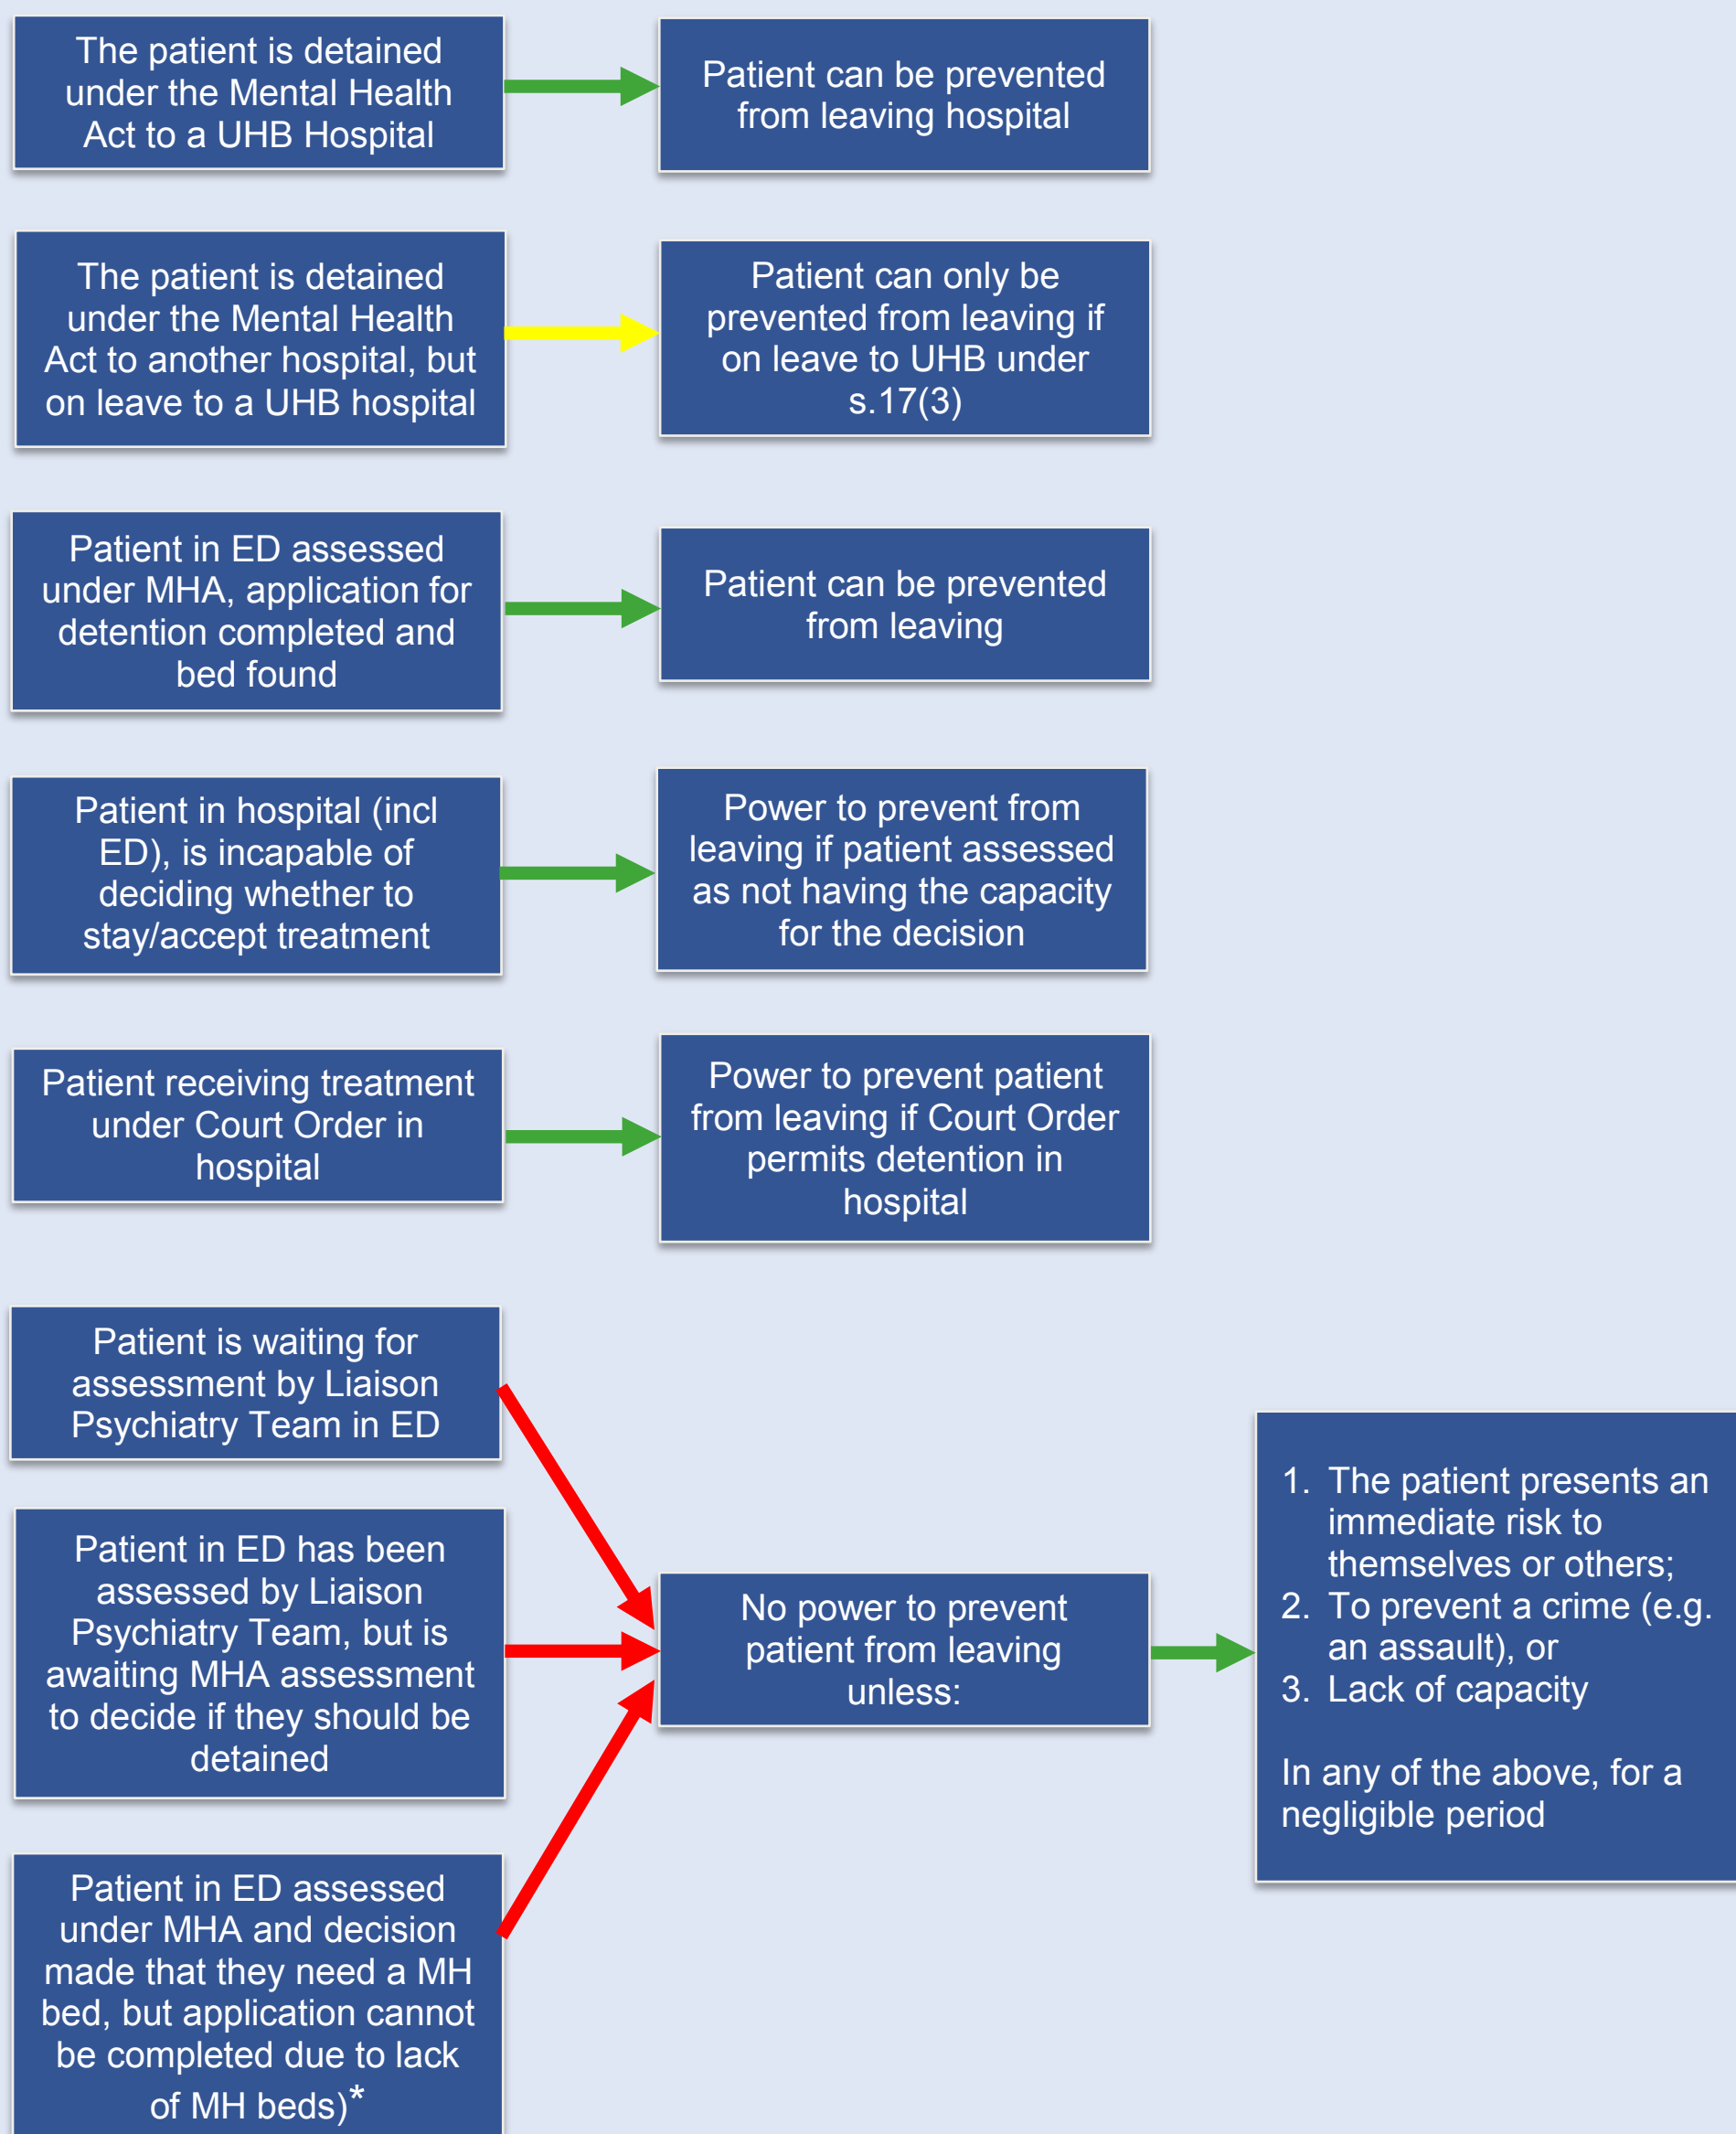 The patient is detained
under the Mental Health
Act to a UHB Hospital
Patient can be prevented
from leaving hospital
The patient is detained
under the Mental Health
Act to another hospital, but
on leave to a UHB hospital
Patient can only be
prevented from leaving if
on leave to UHB under
s.17(3)
Patient in ED assessed
under MHA, application for
detention completed and
bed found
Patient can be prevented
from leaving
Patient in hospital (incl
ED), is incapable of
deciding whether to
stay/accept treatment
Power to prevent from
leaving if patient assessed
as not having the capacity
for the decision
Patient receiving treatment
under Court Order in
hospital
Power to prevent patient
from leaving if Court Order
permits detention in
hospital
Patient is waiting for
assessment by Liaison
Psychiatry Team in ED
Patient in ED has been
assessed by Liaison
Psychiatry Team, but is
awaiting MHA assessment
to decide if they should be
detained
Patient in ED assessed
under MHA and decision
made that they need a MH
bed, but application cannot
be completed due to lack
of MH beds)*
No power to prevent
patient from leaving
unless:
1. The patient presents an
immediate risk to
themselves or others;
2. To prevent a crime (e.g.
an assault), or
3. Lack of capacity
In any of the above, for a
negligible period